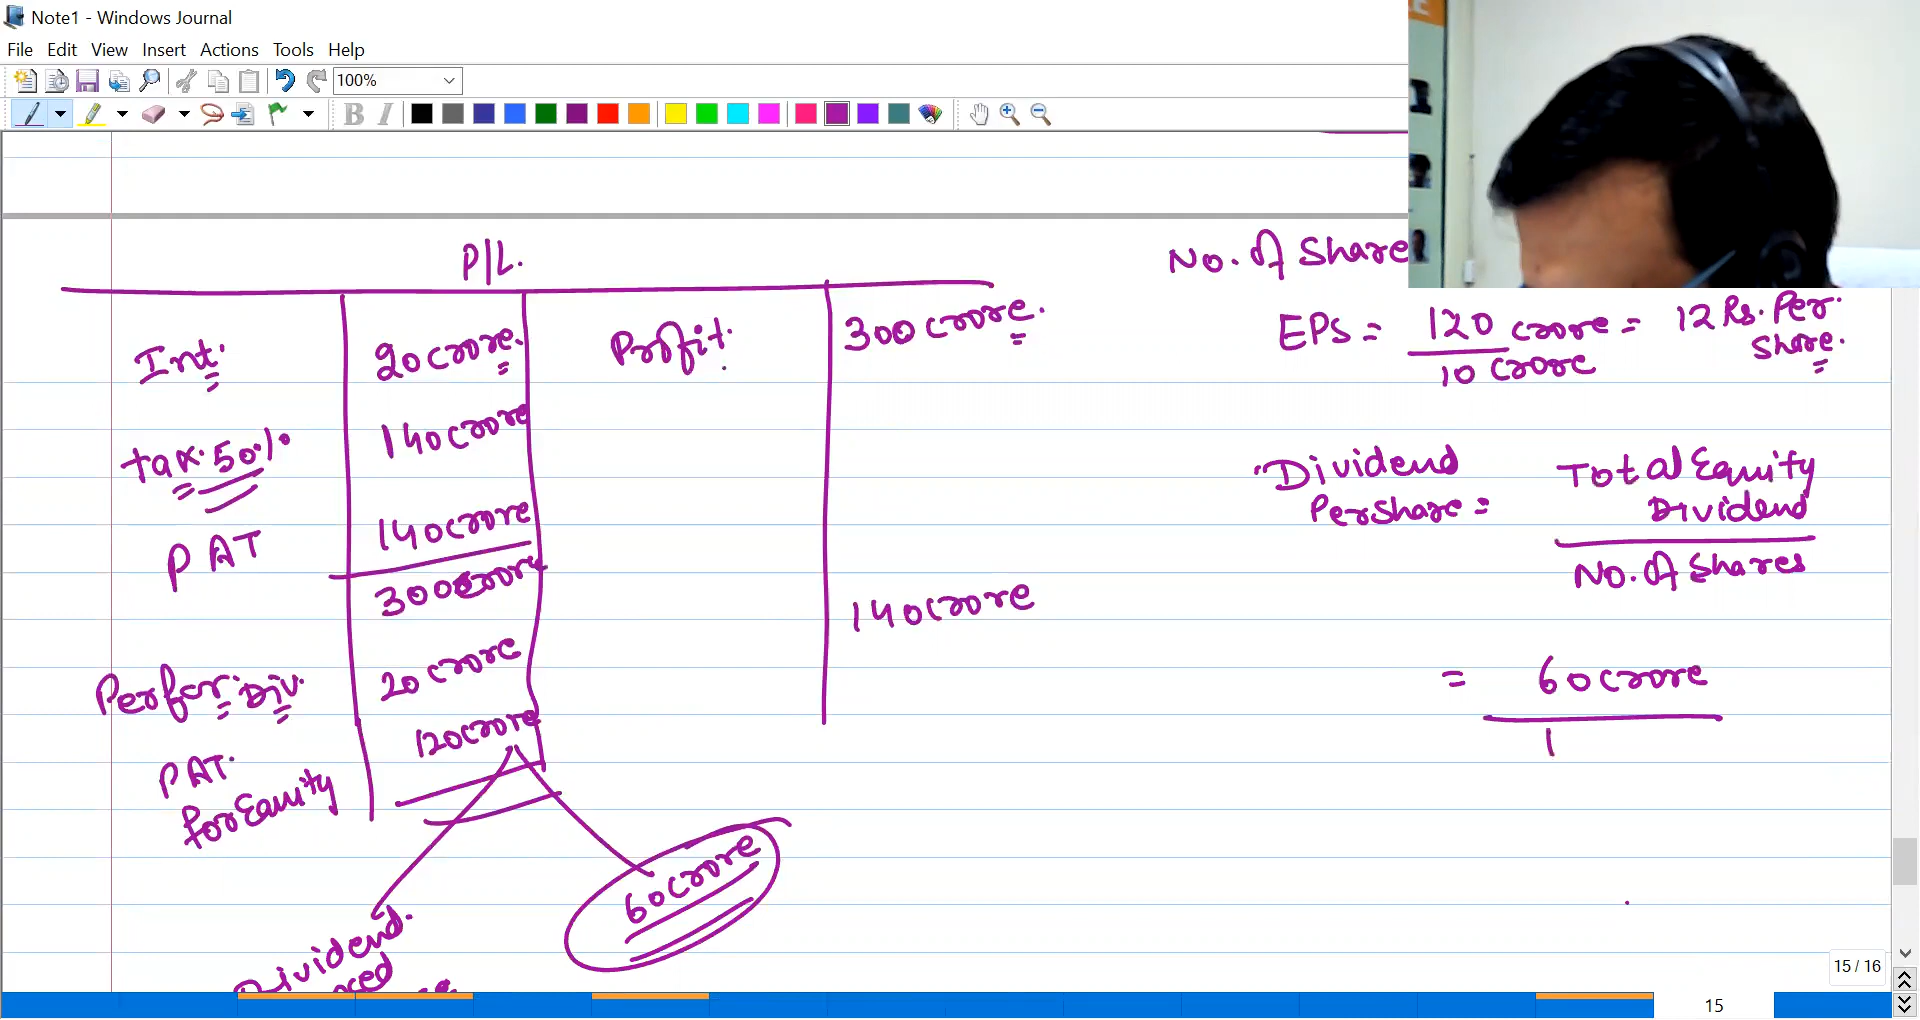 Note1 - Windows Journal
File Edit View Insert Actions Tools Help
100%
B I
P/L.
Int. 20 crore. Profit. 300 crore.
tax. 50% 140 crore
PAT 140 crore
300 crore
140 crore
Perfar. Div. 20 crore
PAT. for Equity 120 crore
60 crore
Dividend.
No. of Share
EPS = 120 crore / 10 crore = 12 Rs. Per Share.
Dividend Per Share = Total Equity Dividend / No. of Shares
= 60 crore
1
15 / 16
15